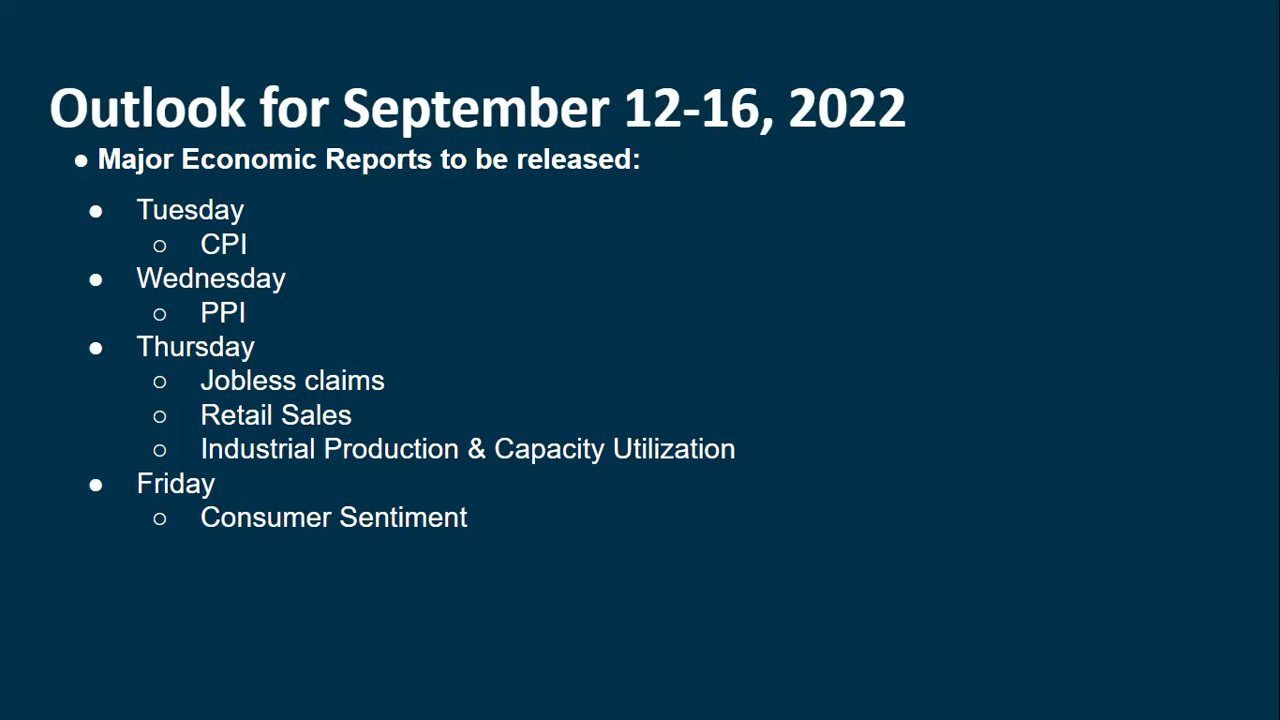 Outlook for September 12-16, 2022
● Major Economic Reports to be released:
● Tuesday
○ CPI
● Wednesday
○ PPI
● Thursday
○ Jobless claims
○ Retail Sales
○ Industrial Production & Capacity Utilization
● Friday
○ Consumer Sentiment